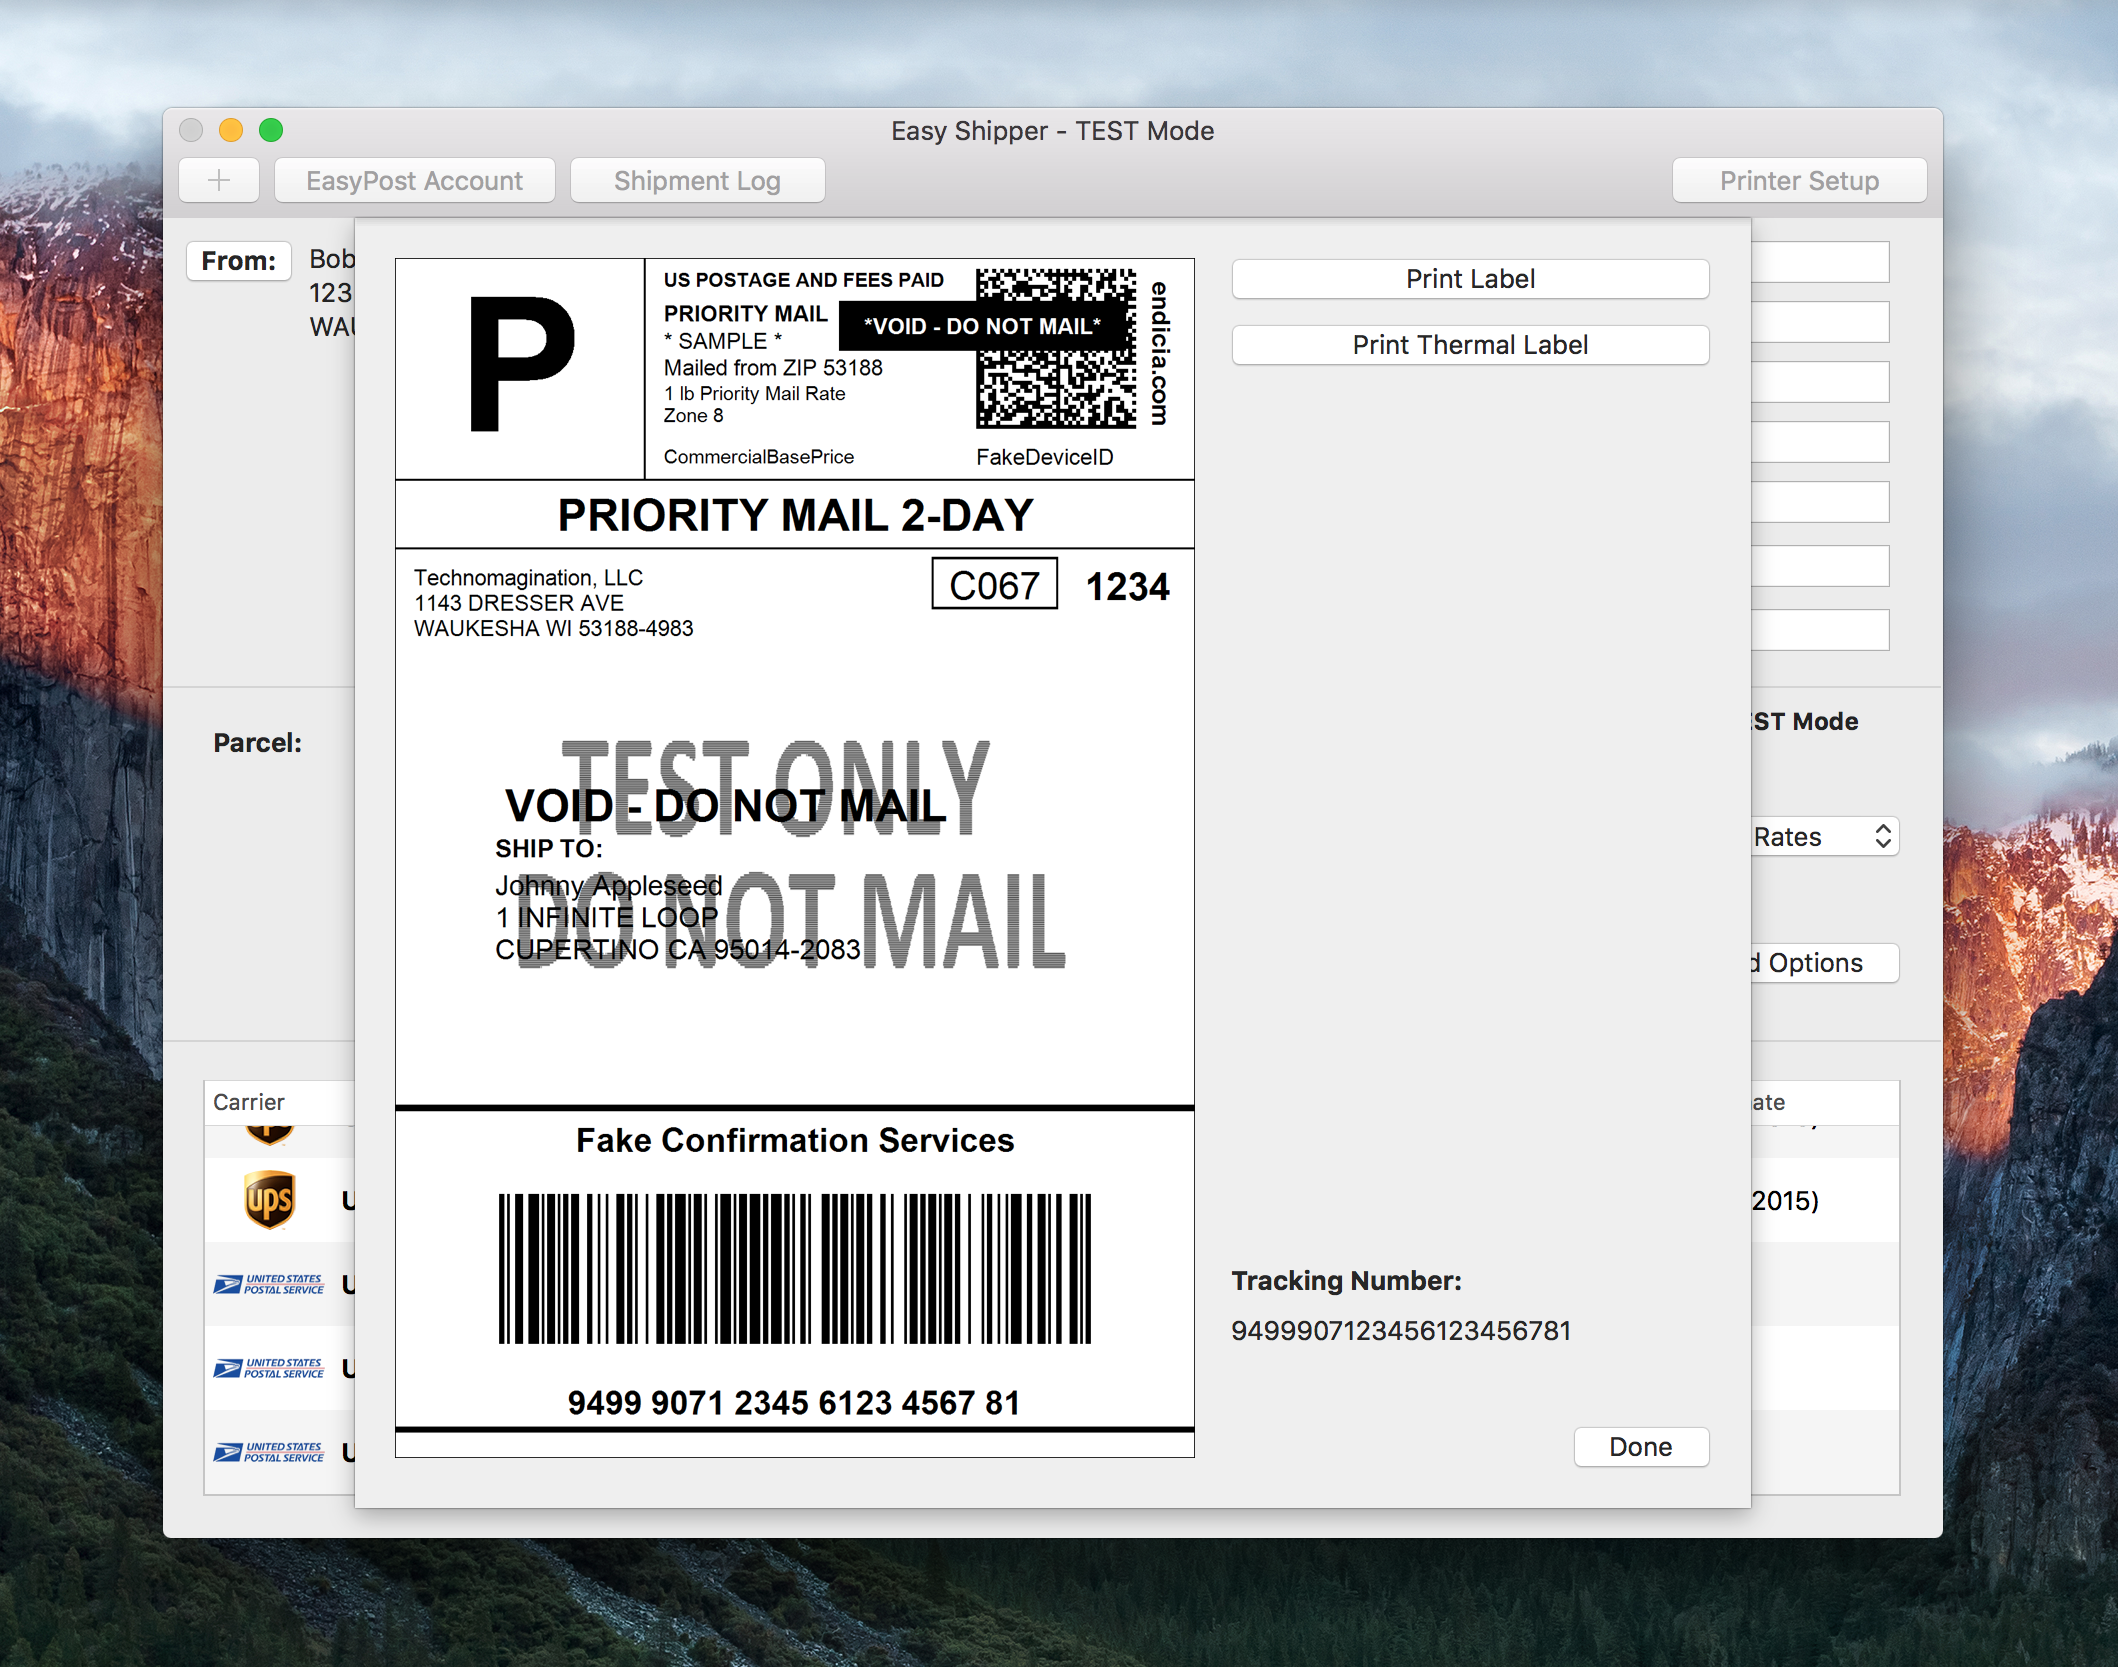 Easy Shipper - TEST Mode
EasyPost Account
Shipment Log
Printer Setup
From:
Bob
123
WAU
P
US POSTAGE AND FEES PAID
PRIORITY MAIL
*VOID - DO NOT MAIL*
* SAMPLE *
Mailed from ZIP 53188
1 lb Priority Mail Rate
Zone 8
CommercialBasePrice
FakeDeviceID
endicia.com
PRIORITY MAIL 2-DAY
Technomagination, LLC
1143 DRESSER AVE
WAUKESHA WI 53188-4983
C067
1234
TEST ONLY
VOID - DO NOT MAIL
SHIP TO:
DO NOT MAIL
Johnny Appleseed
1 INFINITE LOOP
CUPERTINO CA 95014-2083
Fake Confirmation Services
9499 9071 2345 6123 4567 81
Print Label
Print Thermal Label
Tracking Number:
9499907123456123456781
Done
Parcel:
EST Mode
Rates
d Options
Carrier
ate
ups
U
2015)
UNITED STATES
POSTAL SERVICE
U
UNITED STATES
POSTAL SERVICE
U
UNITED STATES
POSTAL SERVICE
U